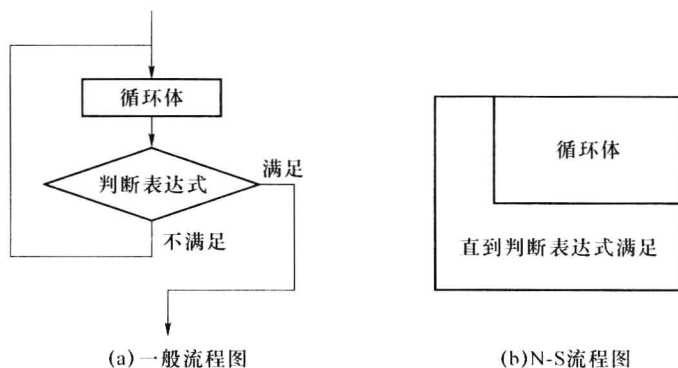 循环体
判断表达式
满足
不满足
(a)一般流程图
循环体
直到判断表达式满足
(b)N-S流程图